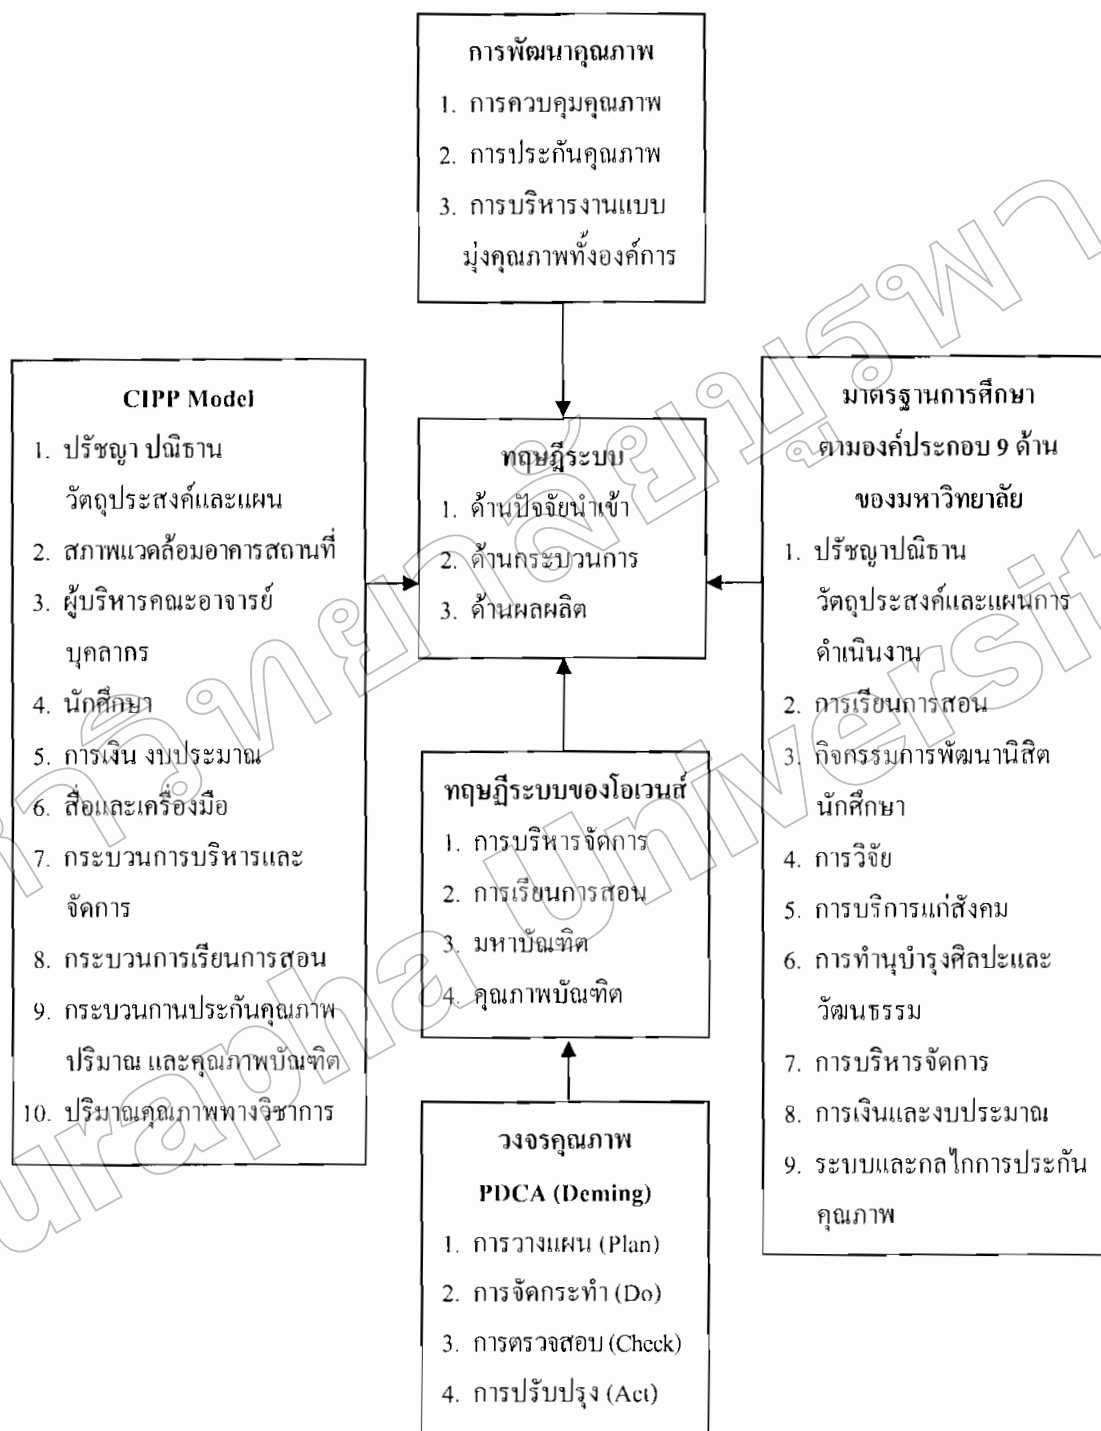 การพัฒนาคุณภาพ
1. การควบคุมคุณภาพ
2. การประกันคุณภาพ
3. การบริหารงานแบบ
มุ่งคุณภาพทั้งองค์การ
CIPP Model
1. ปรัชญา ปณิธาน
วัตถุประสงค์และแผน
2. สภาพแวดล้อมอาคารสถานที่
3. ผู้บริหารคณะอาจารย์
บุคลากร
4. นักศึกษา
5. การเงิน งบประมาณ
6. สื่อและเครื่องมือ
7. กระบวนการบริหารและ
จัดการ
8. กระบวนการเรียนการสอน
9. กระบวนกานประกันคุณภาพ
ปริมาณ และคุณภาพบัณฑิต
10. ปริมาณคุณภาพทางวิชาการ
ทฤษฎีระบบ
1. ด้านปัจจัยนำเข้า
2. ด้านกระบวนการ
3. ด้านผลผลิต
ทฤษฎีระบบของโอเวนส์
1. การบริหารจัดการ
2. การเรียนการสอน
3. มหาบัณฑิต
4. คุณภาพบัณฑิต
วงจรคุณภาพ
PDCA (Deming)
1. การวางแผน (Plan)
2. การจัดกระทำ (Do)
3. การตรวจสอบ (Check)
4. การปรับปรุง (Act)
มาตรฐานการศึกษา
ตามองค์ประกอบ 9 ด้าน
ของมหาวิทยาลัย
1. ปรัชญาปณิธาน
วัตถุประสงค์และแผนการ
ดำเนินงาน
2. การเรียนการสอน
3. กิจกรรมการพัฒนานิสิต
นักศึกษา
4. การวิจัย
5. การบริการแก่สังคม
6. การทำนุบำรุงศิลปะและ
วัฒนธรรม
7. การบริหารจัดการ
8. การเงินและงบประมาณ
9. ระบบและกลไกการประกัน
คุณภาพ
หาวิทยาลัยบูรพา
urapha Universit